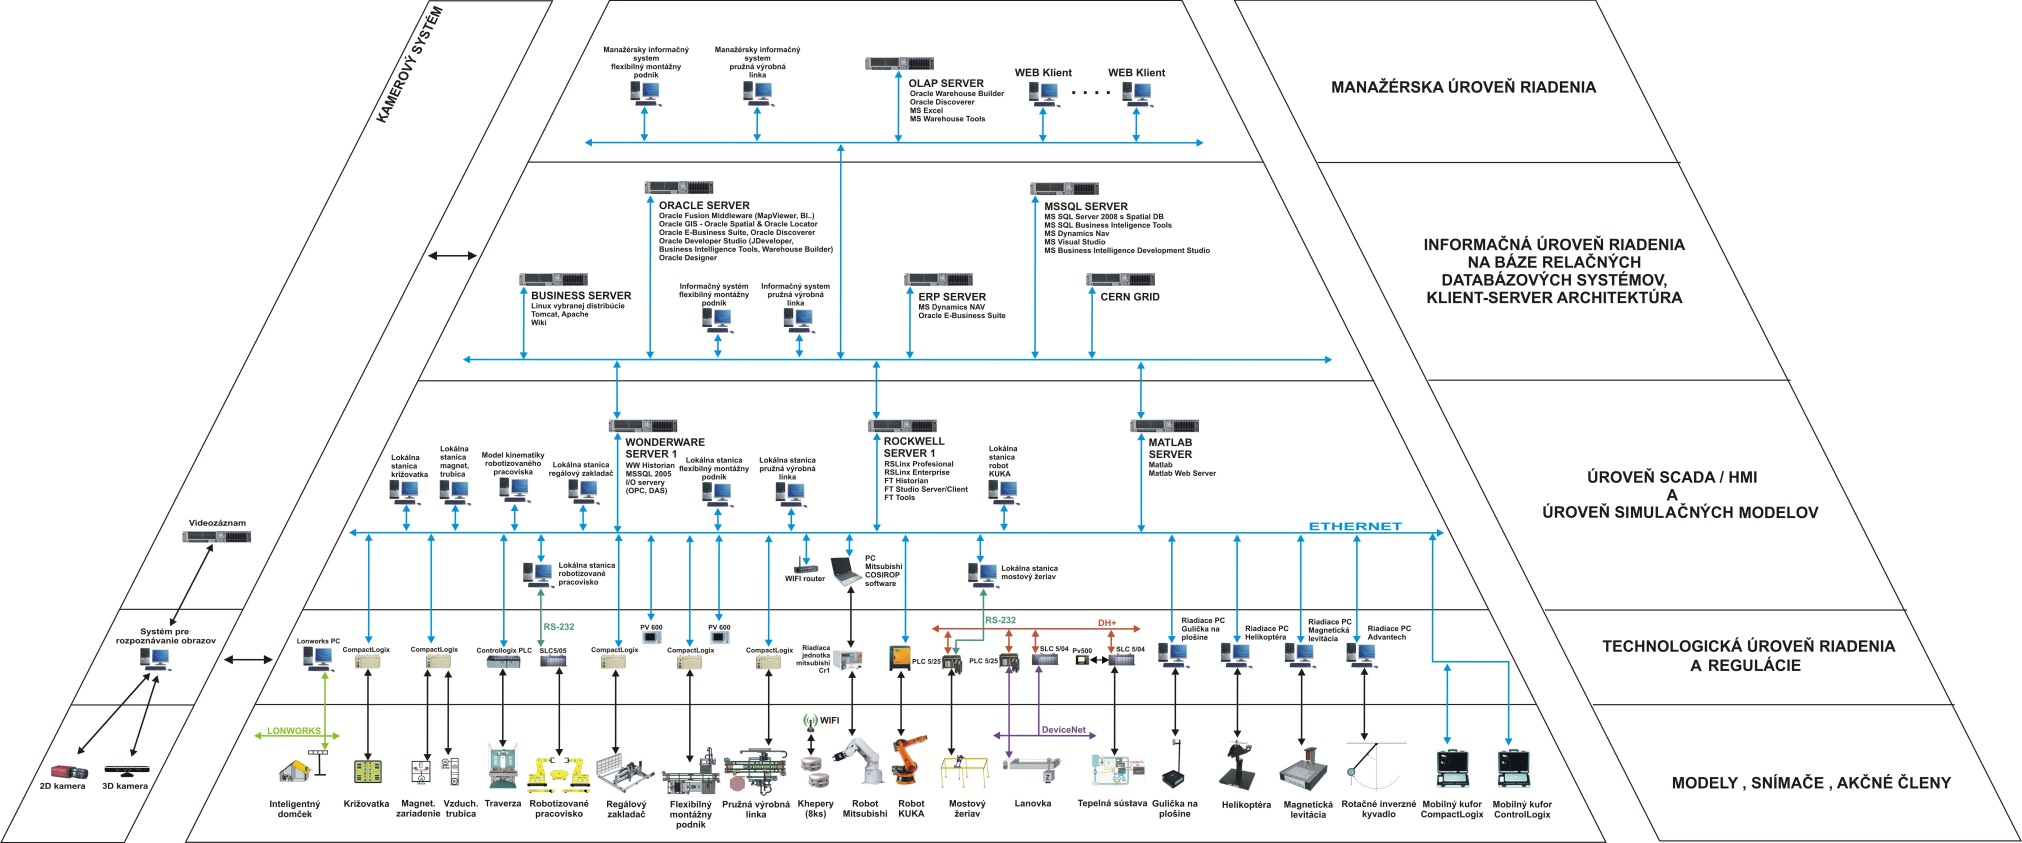 KAMEROVÝ SYSTÉM
Manažérsky informačný
system
flexibilný montážny
podnik
Manažérsky informačný
system
pružná výrobná
linka
OLAP SERVER
Oracle Warehouse Builder
Oracle Discoverer
MS Excel
MS Warehouse Tools
WEB Klient
. . . .
WEB Klient
MANAŽÉRSKA ÚROVEŇ RIADENIA
ORACLE SERVER
Oracle Fusion Middleware (MapViewer, BI..)
Oracle GIS - Oracle Spatial & Oracle Locator
Oracle E-Business Suite, Oracle Discoverer
Oracle Developer Studio (JDeveloper,
Business Intelligence Tools, Warehouse Builder)
Oracle Designer
MSSQL SERVER
MS SQL Server 2008 s Spatial DB
MS SQL Business Inteligence Tools
MS Dynamics Nav
MS Visual Studio
MS Business Intelligence Development Studio
BUSINESS SERVER
Linux vybranej distribúcie
Tomcat, Apache
Wiki
Informačný systém
flexibilný montážny
podnik
Informačný system
pružná výrobná
linka
ERP SERVER
MS Dynamics NAV
Oracle E-Business Suite
CERN GRID
INFORMAČNÁ ÚROVEŇ RIADENIA
NA BÁZE RELAČNÝCH
DATABÁZOVÝCH SYSTÉMOV,
KLIENT-SERVER ARCHITEKTÚRA
Lokálna
stanica
križovatka
Lokálna
stanica
magnet,
trubica
Model kinematiky
robotizovaného
pracoviska
Lokálna stanica
regálový zakladač
WONDERWARE
SERVER 1
WW Historian
MSSQL 2005
I/O servery
(OPC, DAS)
Lokálna stanica
flexibilný montážny
podnik
Lokálna stanica
pružná výrobná
linka
ROCKWELL
SERVER 1
RSLinx Profesional
RSLinx Enterprise
FT Historian
FT Studio Server/Client
FT Tools
Lokálna
stanica
robot
KUKA
MATLAB
SERVER
Matlab
Matlab Web Server
ETHERNET
ÚROVEŇ SCADA / HMI
A
ÚROVEŇ SIMULAČNÝCH MODELOV
Videozáznam
Lokálna stanica
robotizované
pracovisko
WIFI router
PC
Mitsubishi
COSIROP
software
Lokálna stanica
mostový žeriav
Systém pre
rozpoznávanie obrazov
Lonworks PC
CompactLogix
CompactLogix
Controllogix PLC
RS-232
SLC5/05
CompactLogix
PV 600
CompactLogix
PV 600
CompactLogix
Riadiaca
jednotka
mitsubishi
Cr1
PLC 5/25
RS-232
DH+
PLC 5/25
SLC 5/04
Pv500
SLC 5/04
Riadiace PC
Gulička na
plošine
Riadiace PC
Helikoptéra
Riadiace PC
Magnetická
levitácia
Riadiace PC
Advantech
TECHNOLOGICKÁ ÚROVEŇ RIADENIA
A REGULÁCIE
LONWORKS
WIFI
DeviceNet
2D kamera
3D kamera
Inteligentný
domček
Križovatka
Magnet.
zariadenie
Vzduch.
trubica
Traverza
Robotizované
pracovisko
Regálový
zakladač
Flexibilný
montážny
podnik
Pružná výrobná
linka
Khepery
(8ks)
Robot
Mitsubishi
Robot
KUKA
Mostový
žeriav
Lanovka
Tepelná sústava
Gulička na
plošine
Helikoptéra
Magnetická
levitácia
Rotačné inverzné
kyvadlo
Mobilný kufor
CompactLogix
Mobilný kufor
ControlLogix
MODELY , SNÍMAČE , AKČNÉ ČLENY